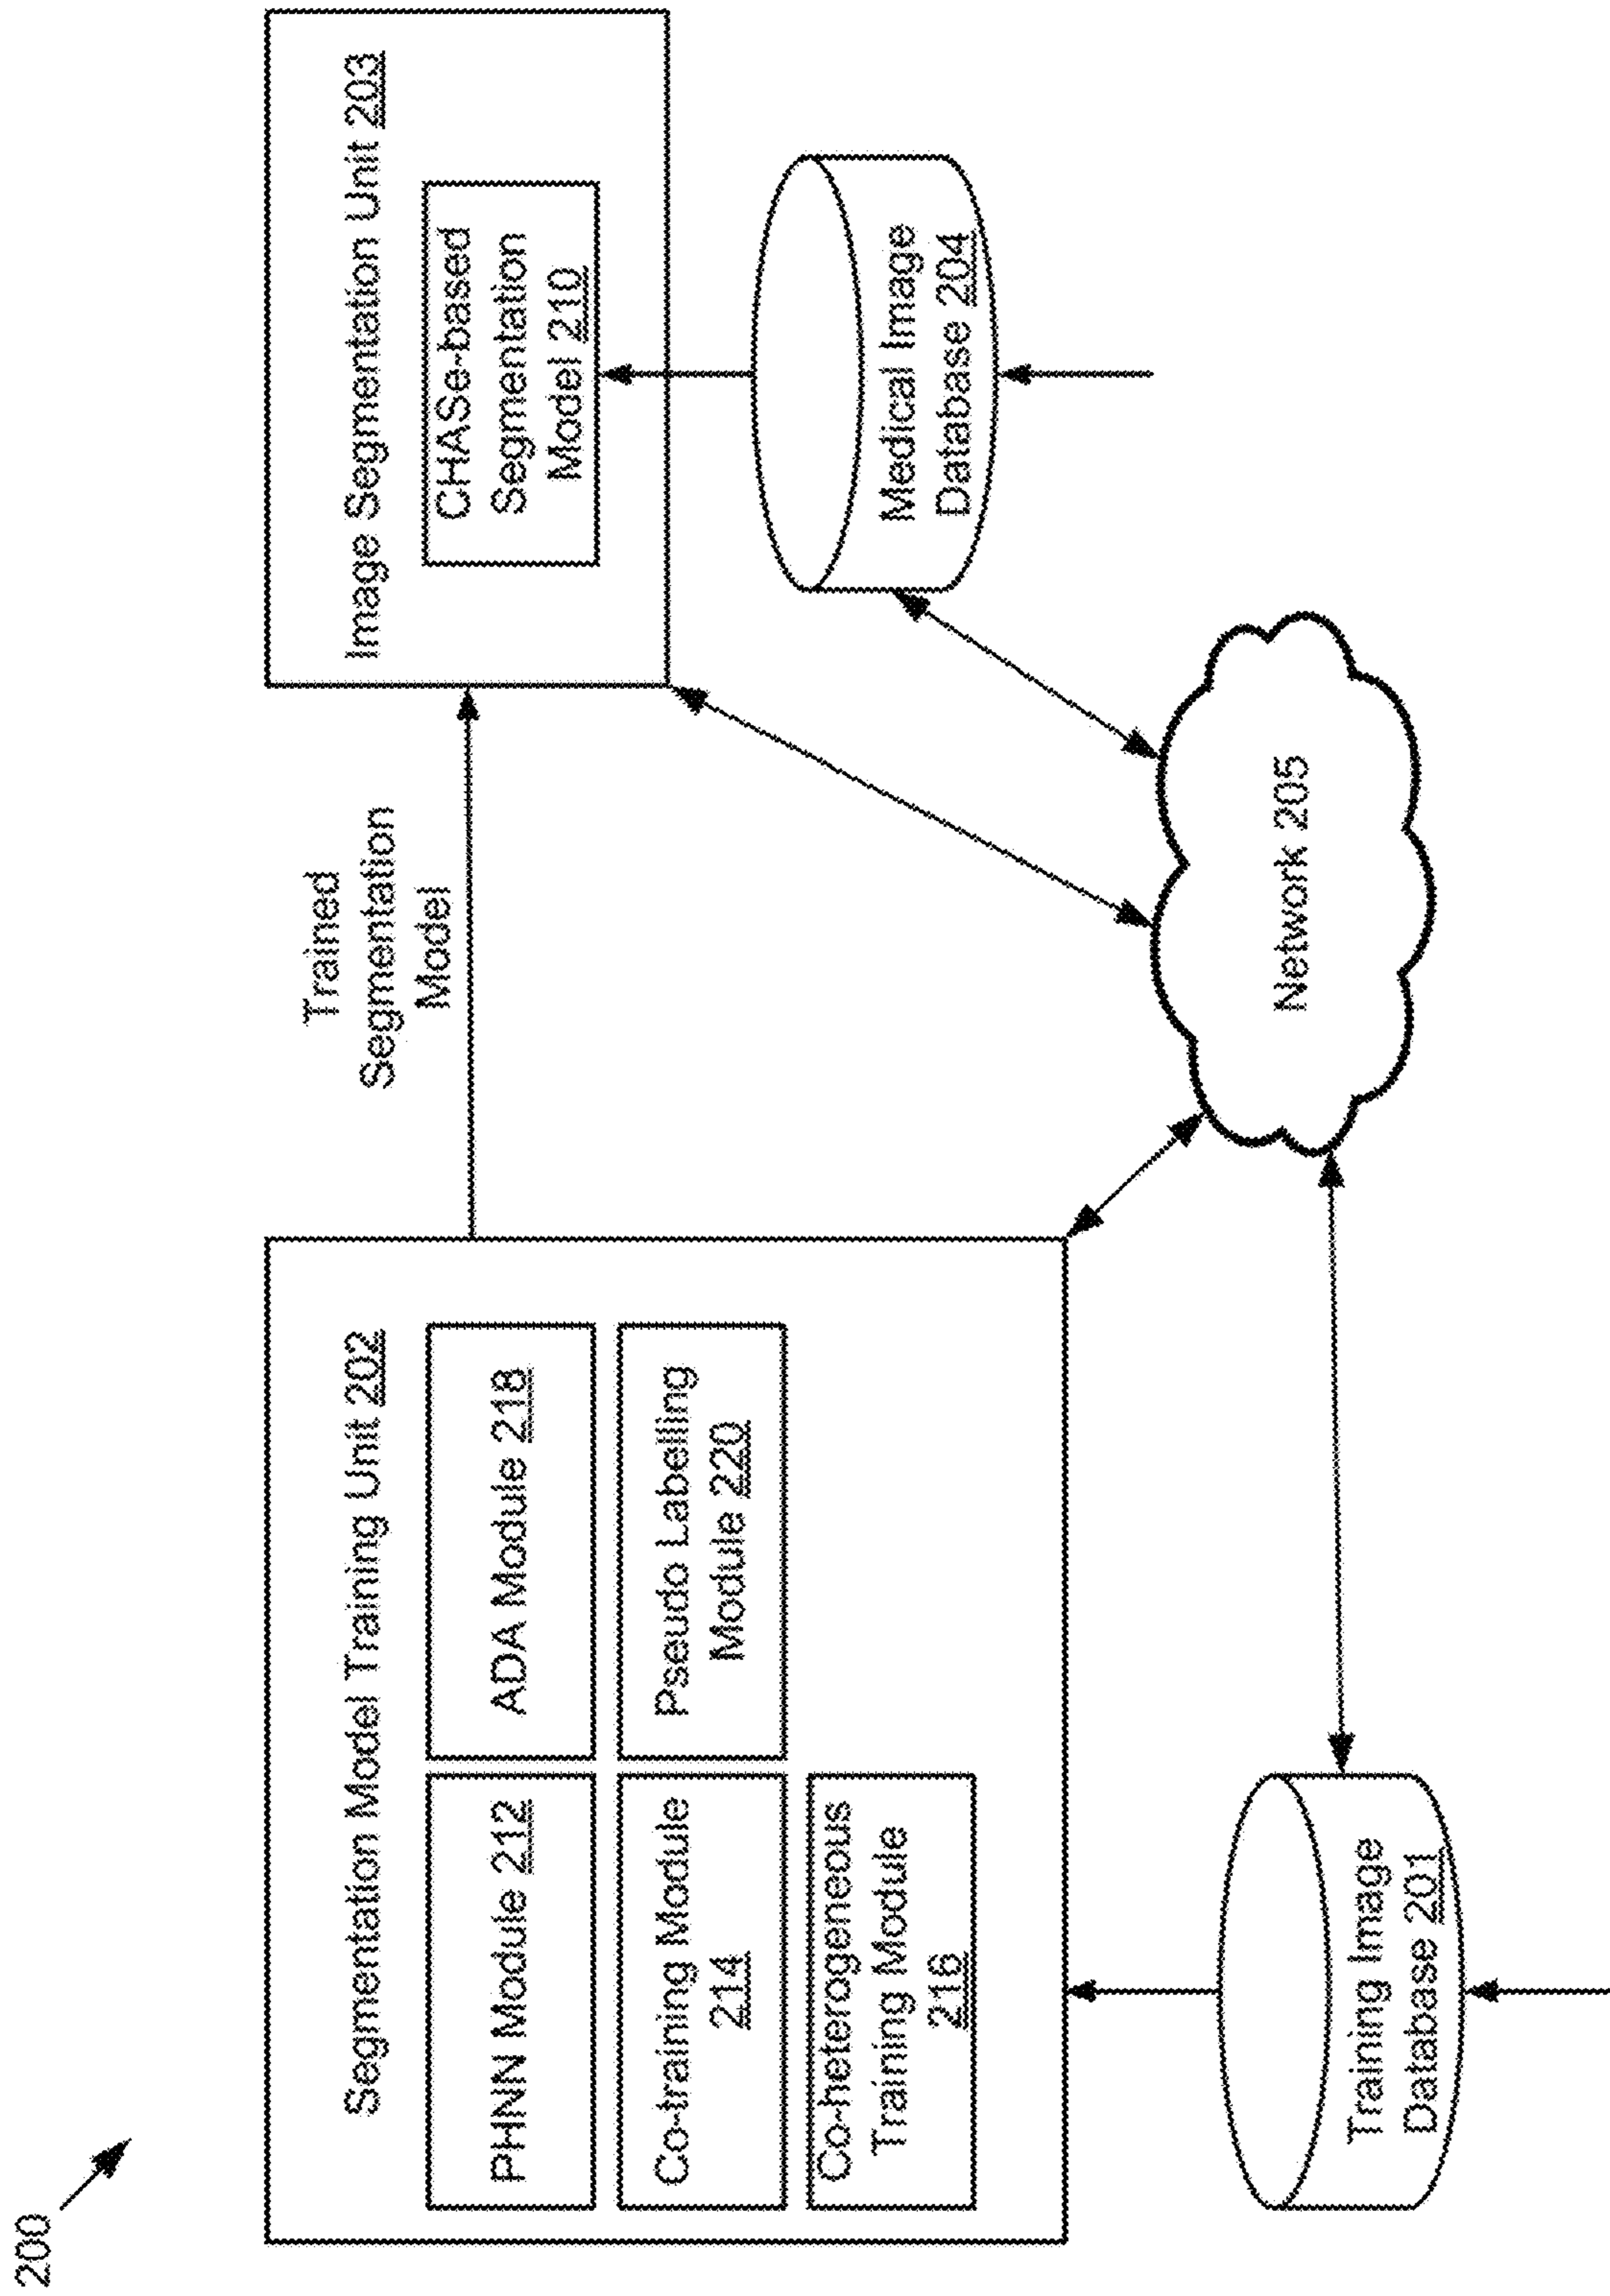 200
Segmentation Model Training Unit 202
PHNN Module 212
ADA Module 218
Co-training Module
214
Pseudo Labelling
Module 220
Co-heterogeneous
Training Module
216
Trained
Segmentation
Model
Image Segmentation Unit 203
CHASe-based
Segmentation
Model 210
Training Image
Database 201
Network 205
Medical Image
Database 204